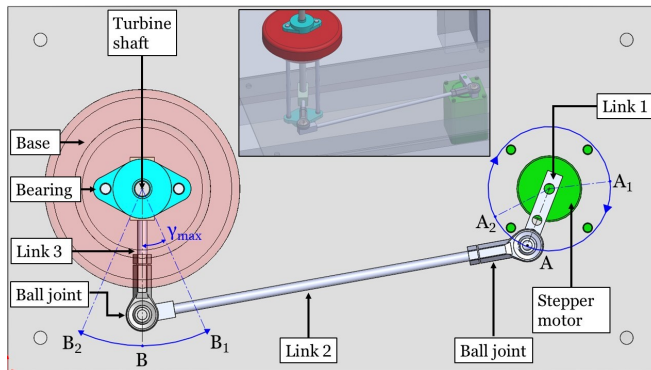 Turbine
shaft
Link 1
Base
A₁
Bearing
A₂
γmax
Link 3
A
Ball joint
Stepper
motor
B₂
B₁
B
Link 2
Ball joint